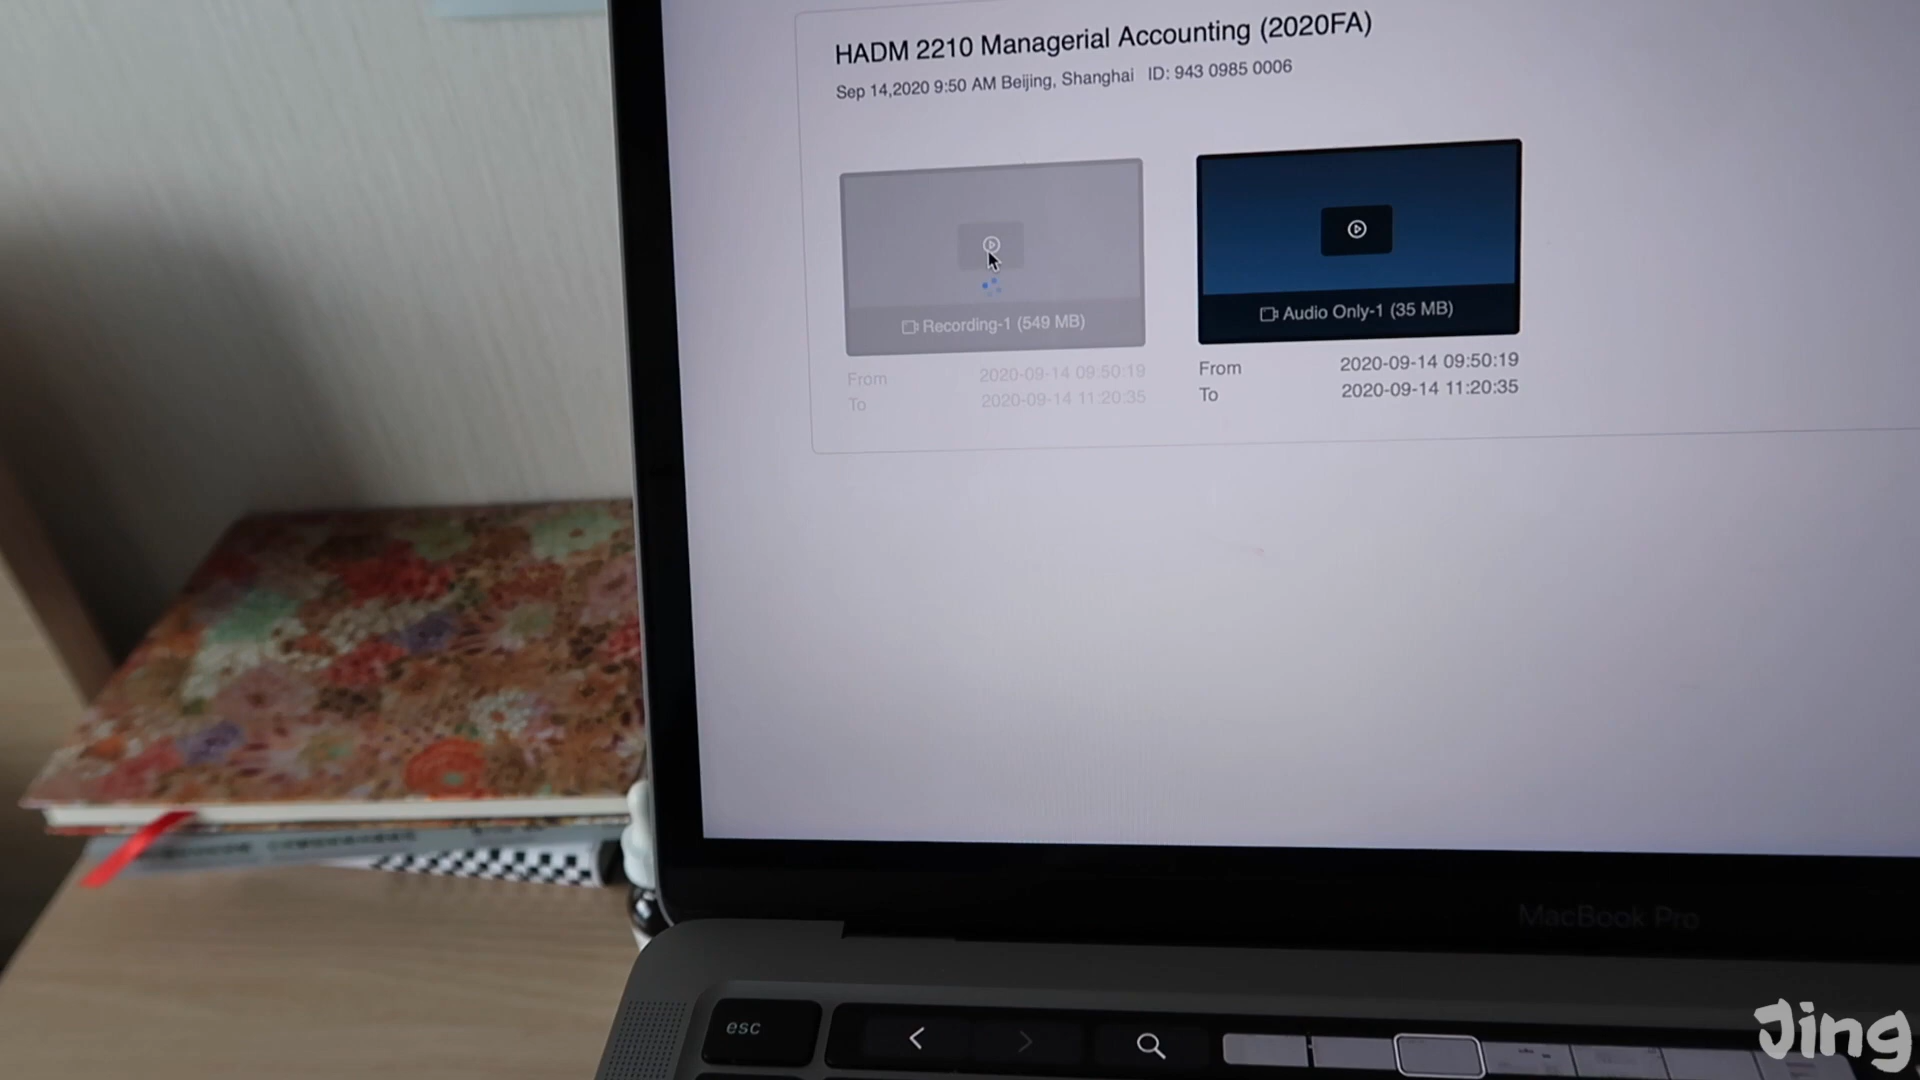 HADM 2210 Managerial Accounting (2020FA)
Sep 14,2020 9:50 AM Beijing, Shanghai ID: 943 0985 0006
Recording-1 (549 MB)
Audio Only-1 (35 MB)
From 2020-09-14 09:50:19
To 2020-09-14 11:20:35
From 2020-09-14 09:50:19
To 2020-09-14 11:20:35
MacBook Pro
esc
Jing